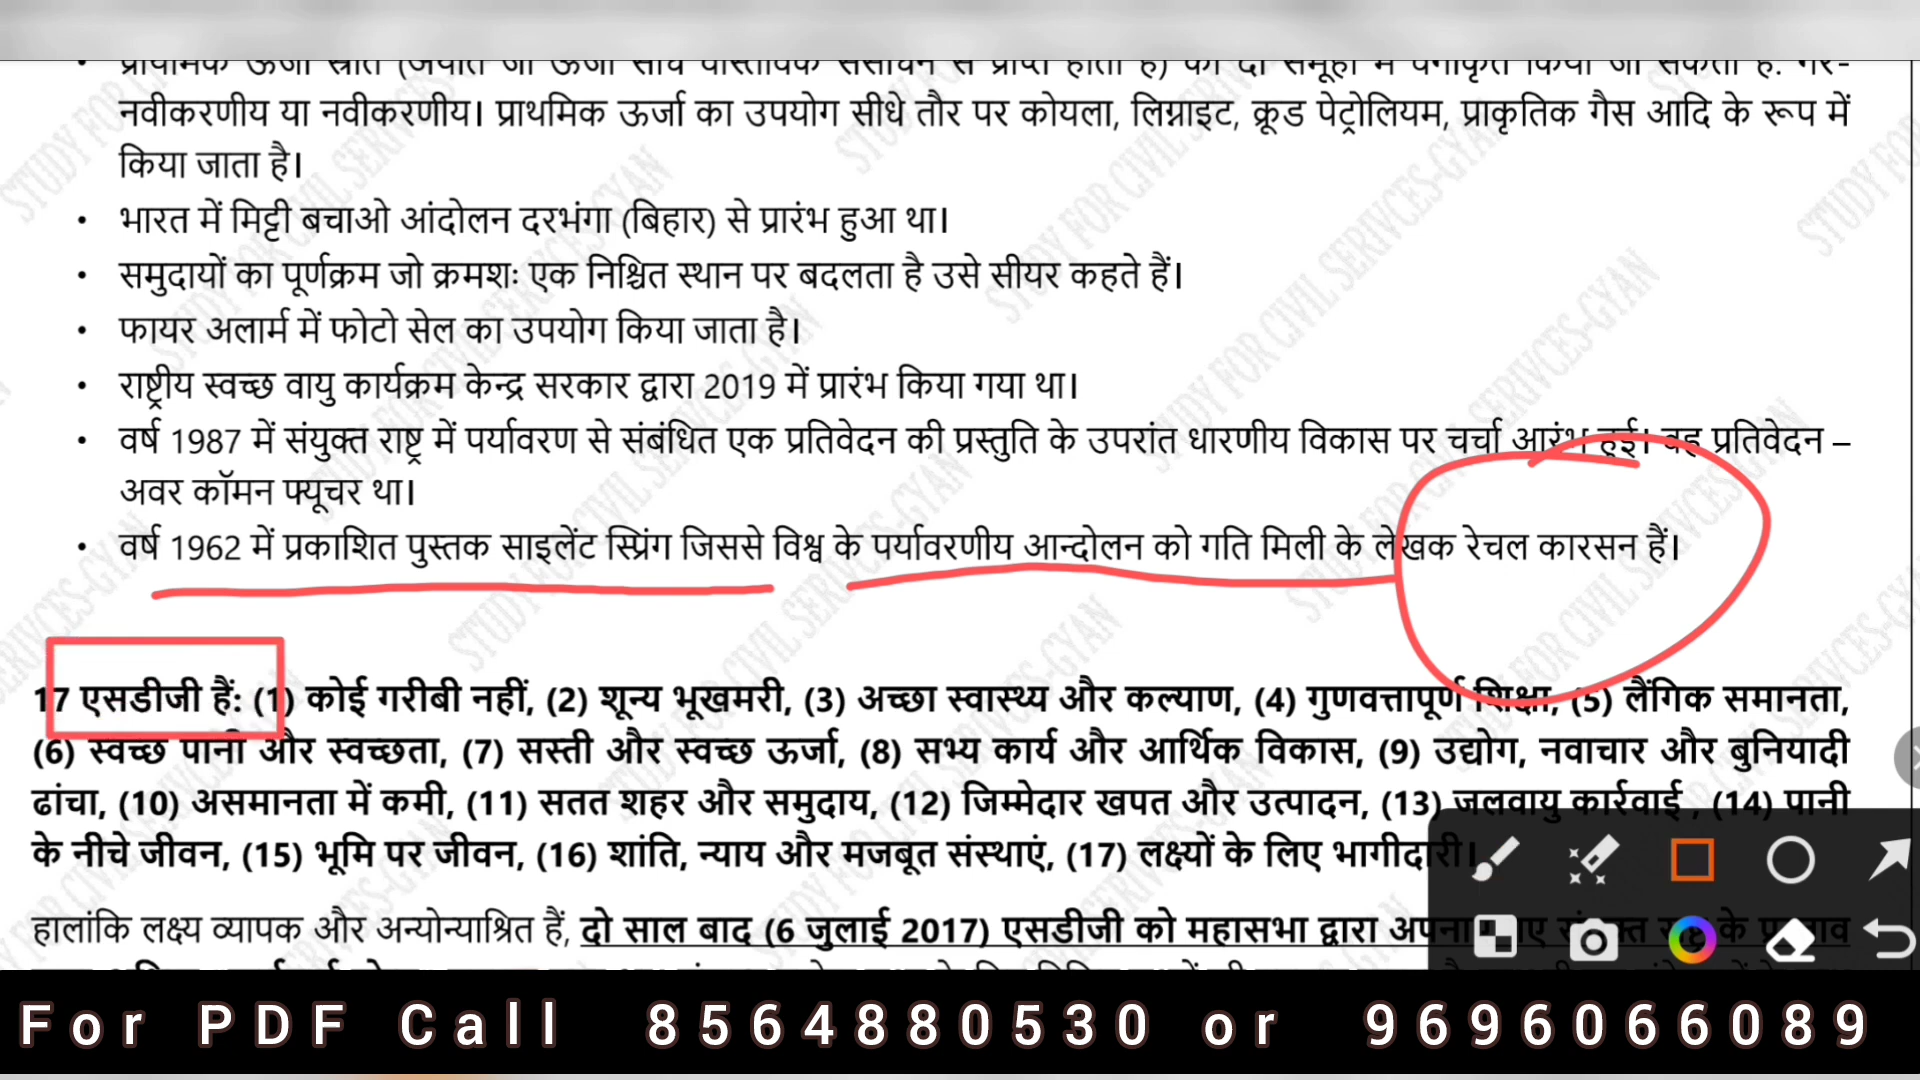 नवीकरणीय या नवीकरणीय। प्राथमिक ऊर्जा का उपयोग सीधे तौर पर कोयला, लिग्नाइट, क्रूड पेट्रोलियम, प्राकृतिक गैस आदि के रूप में
किया जाता है।
• भारत में मिट्टी बचाओ आंदोलन दरभंगा (बिहार) से प्रारंभ हुआ था।
• समुदायों का पूर्णक्रम जो क्रमशः एक निश्चित स्थान पर बदलता है उसे सीयर कहते हैं।
• फायर अलार्म में फोटो सेल का उपयोग किया जाता है।
• राष्ट्रीय स्वच्छ वायु कार्यक्रम केन्द्र सरकार द्वारा 2019 में प्रारंभ किया गया था।
• वर्ष 1987 में संयुक्त राष्ट्र में पर्यावरण से संबंधित एक प्रतिवेदन की प्रस्तुति के उपरांत धारणीय विकास पर चर्चा आरंभ हुई। वह प्रतिवेदन –
अवर कॉमन फ्यूचर था।
• वर्ष 1962 में प्रकाशित पुस्तक साइलेंट स्प्रिंग जिससे विश्व के पर्यावरणीय आन्दोलन को गति मिली के लेखक रेचल कारसन हैं।
17 एसडीजी हैं: (1) कोई गरीबी नहीं, (2) शून्य भूखमरी, (3) अच्छा स्वास्थ्य और कल्याण, (4) गुणवत्तापूर्ण शिक्षा, (5) लैंगिक समानता,
(6) स्वच्छ पानी और स्वच्छता, (7) सस्ती और स्वच्छ ऊर्जा, (8) सभ्य कार्य और आर्थिक विकास, (9) उद्योग, नवाचार और बुनियादी
ढांचा, (10) असमानता में कमी, (11) सतत शहर और समुदाय, (12) जिम्मेदार खपत और उत्पादन, (13) जलवायु कार्रवाई , (14) पानी
के नीचे जीवन, (15) भूमि पर जीवन, (16) शांति, न्याय और मजबूत संस्थाएं, (17) लक्ष्यों के लिए भागीदारी।
हालांकि लक्ष्य व्यापक और अन्योन्याश्रित हैं, दो साल बाद (6 जुलाई 2017) एसडीजी को महासभा द्वारा
For PDF Call 8564880530 or 9696066089